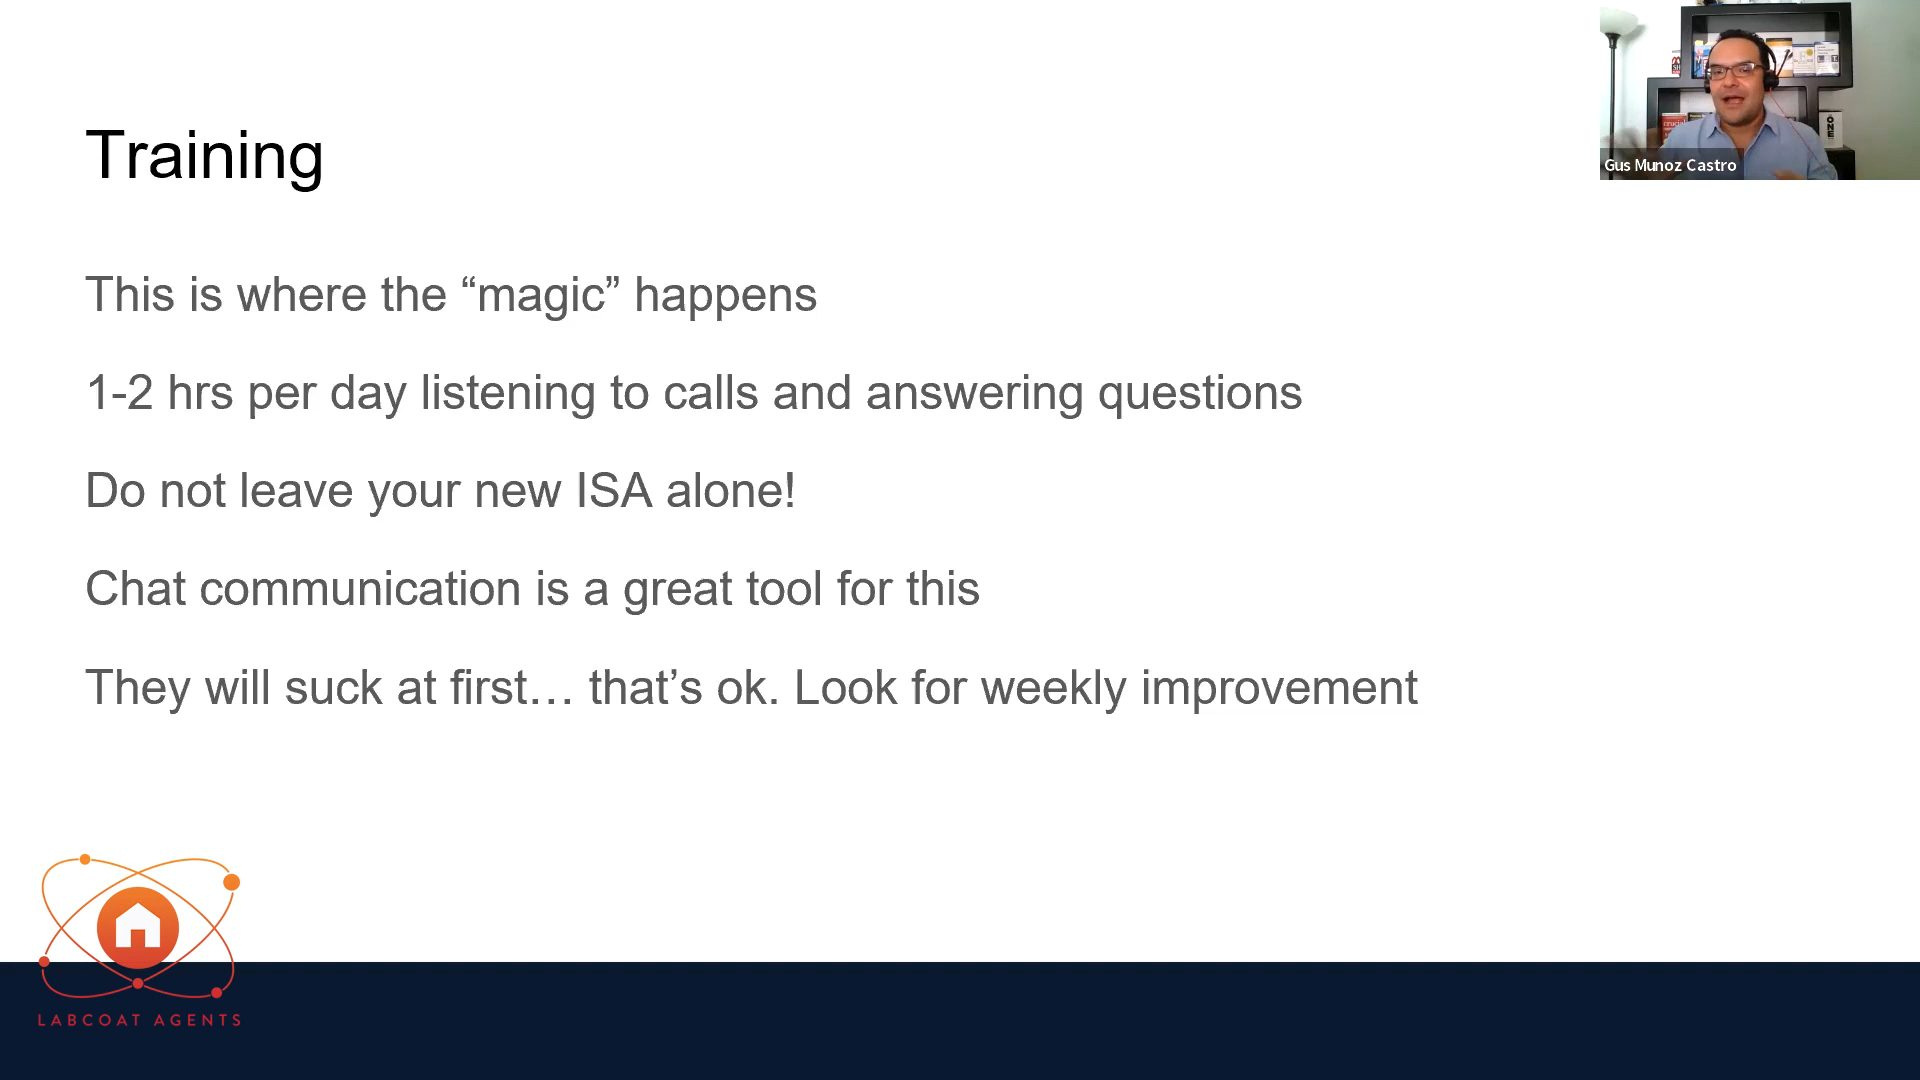 Training
This is where the “magic” happens
1-2 hrs per day listening to calls and answering questions
Do not leave your new ISA alone!
Chat communication is a great tool for this
They will suck at first… that’s ok. Look for weekly improvement
Gus Munoz Castro
ONE
LABCOAT AGENTS